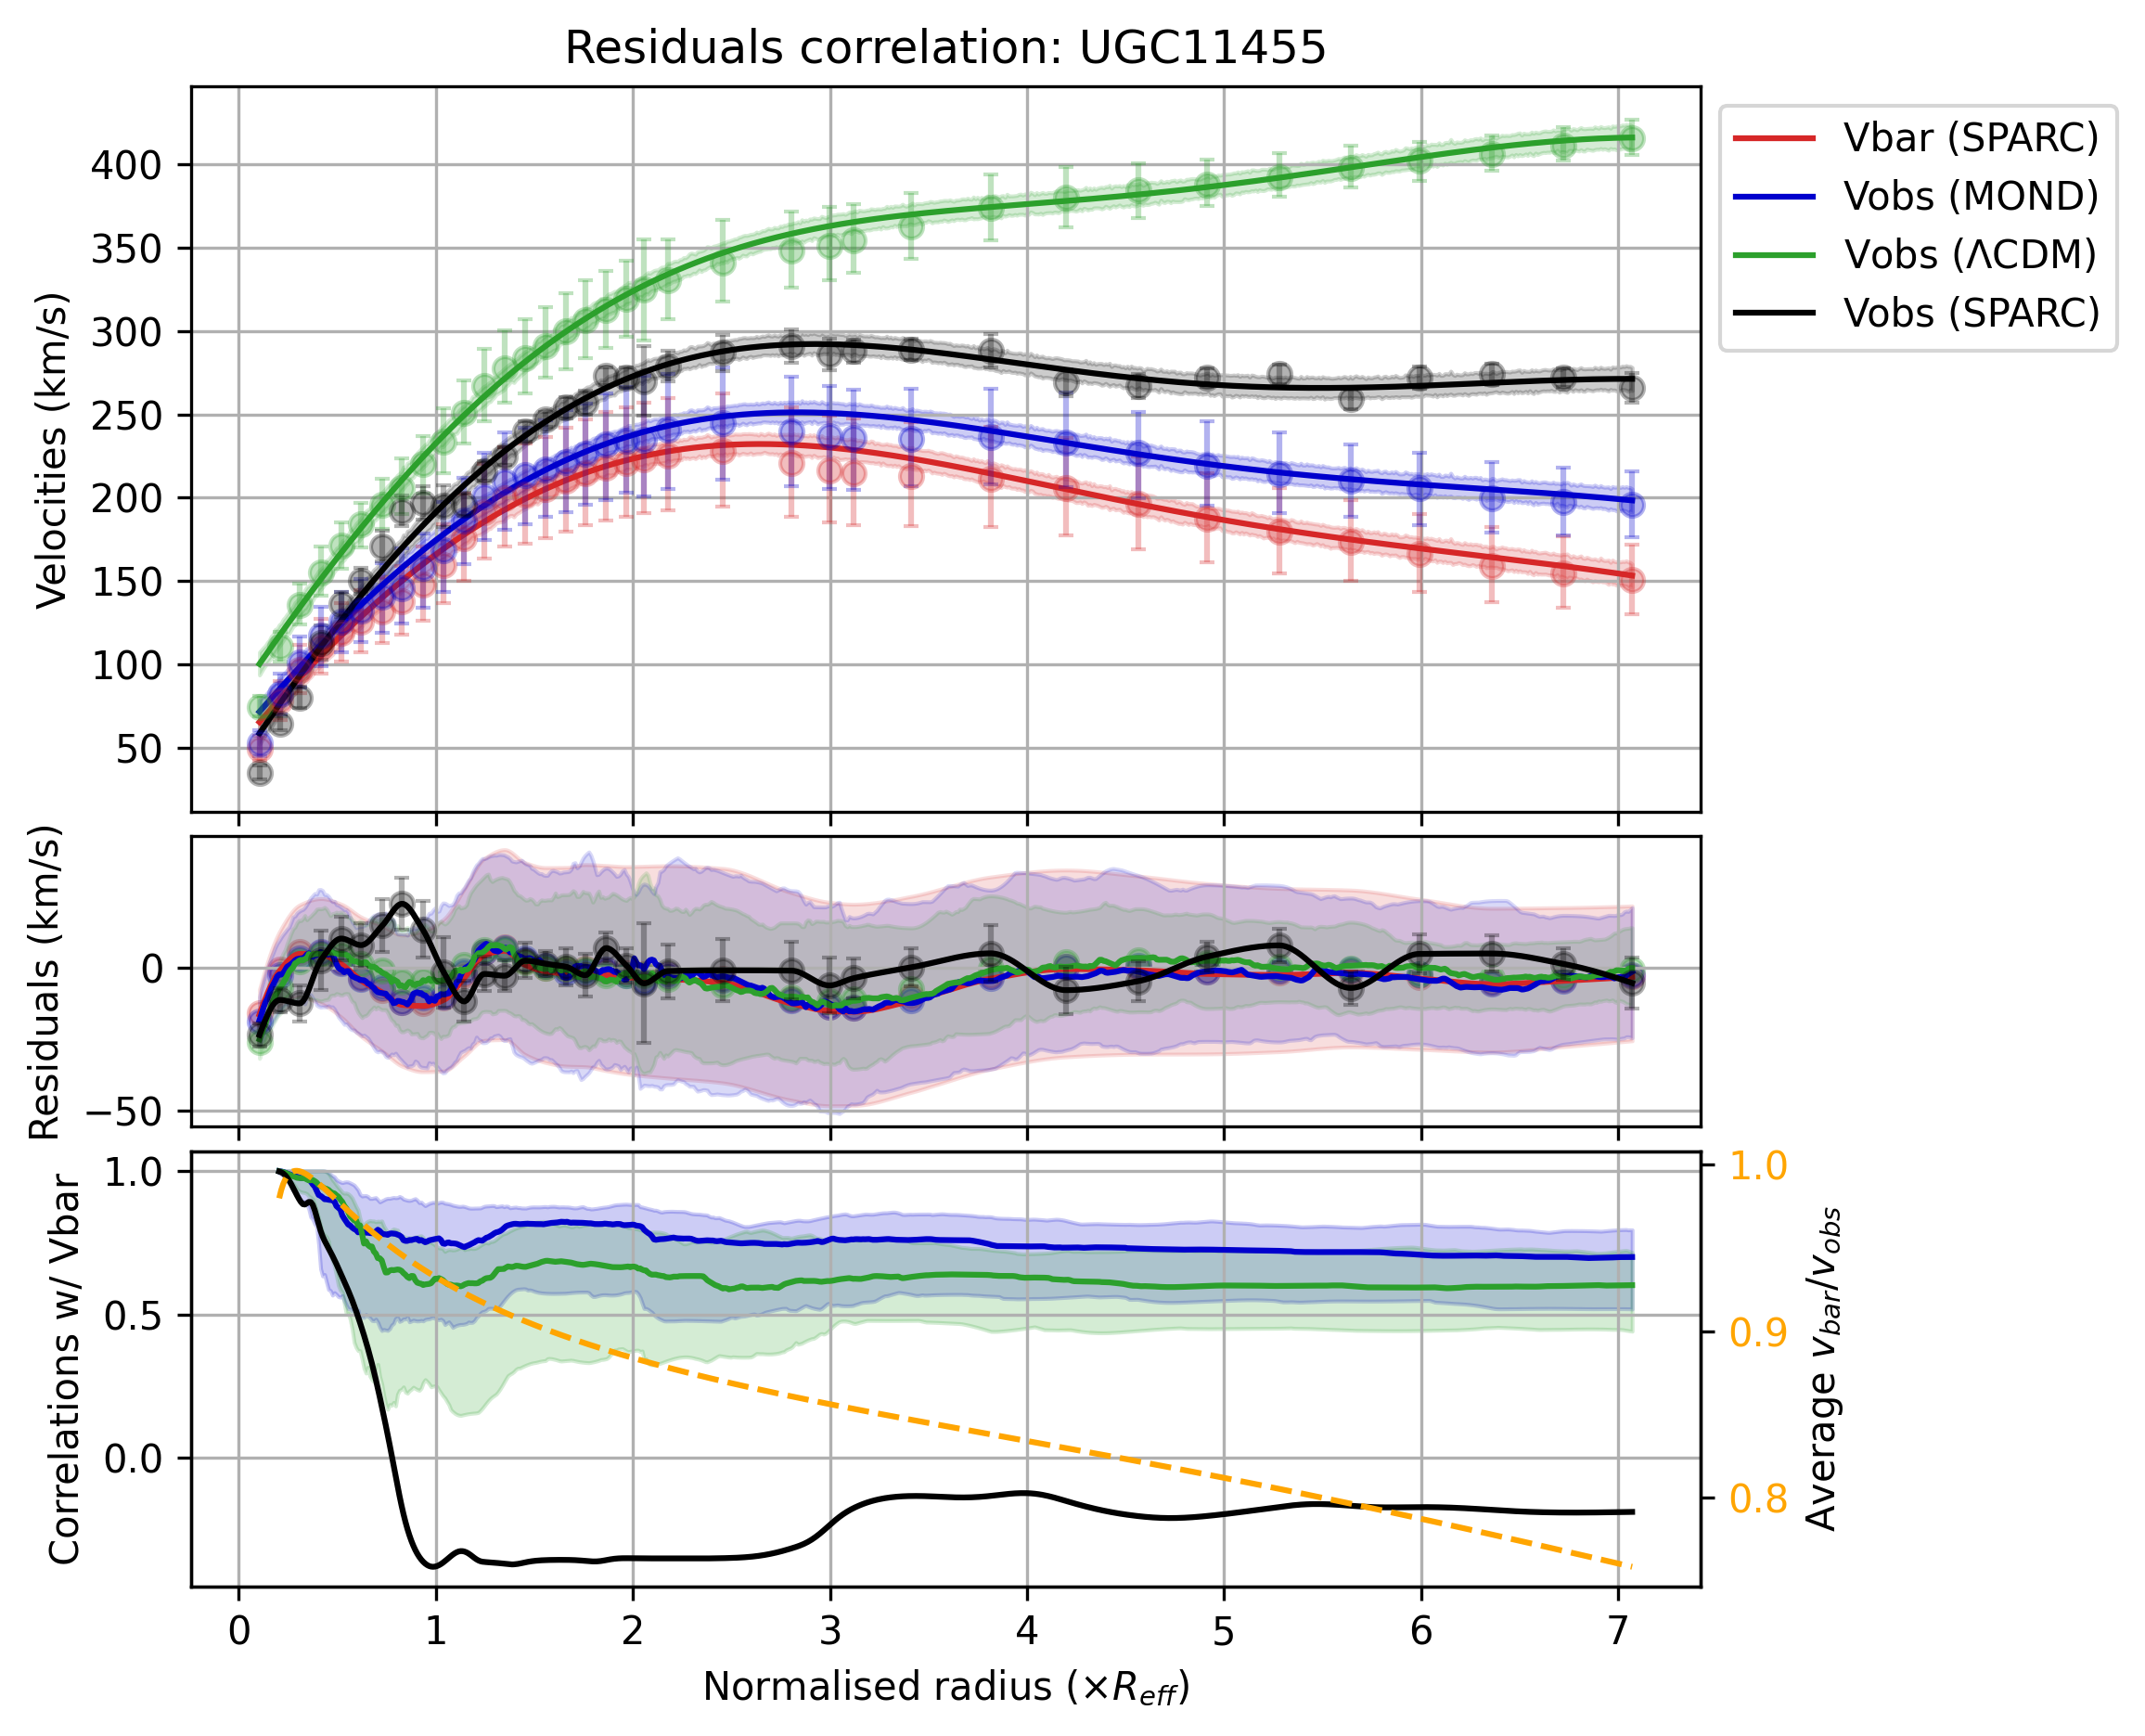 Residuals correlation: UGC11455
Velocities (km/s)
400
350
300
250
200
150
100
50
Vbar (SPARC)
Vobs (MOND)
Vobs (ΛCDM)
Vobs (SPARC)
Residuals (km/s)
0
−50
Correlations w/ Vbar
1.0
0.5
0.0
1.0
0.9
0.8
Average v_bar/v_obs
0 1 2 3 4 5 6 7
Normalised radius (×R_eff)